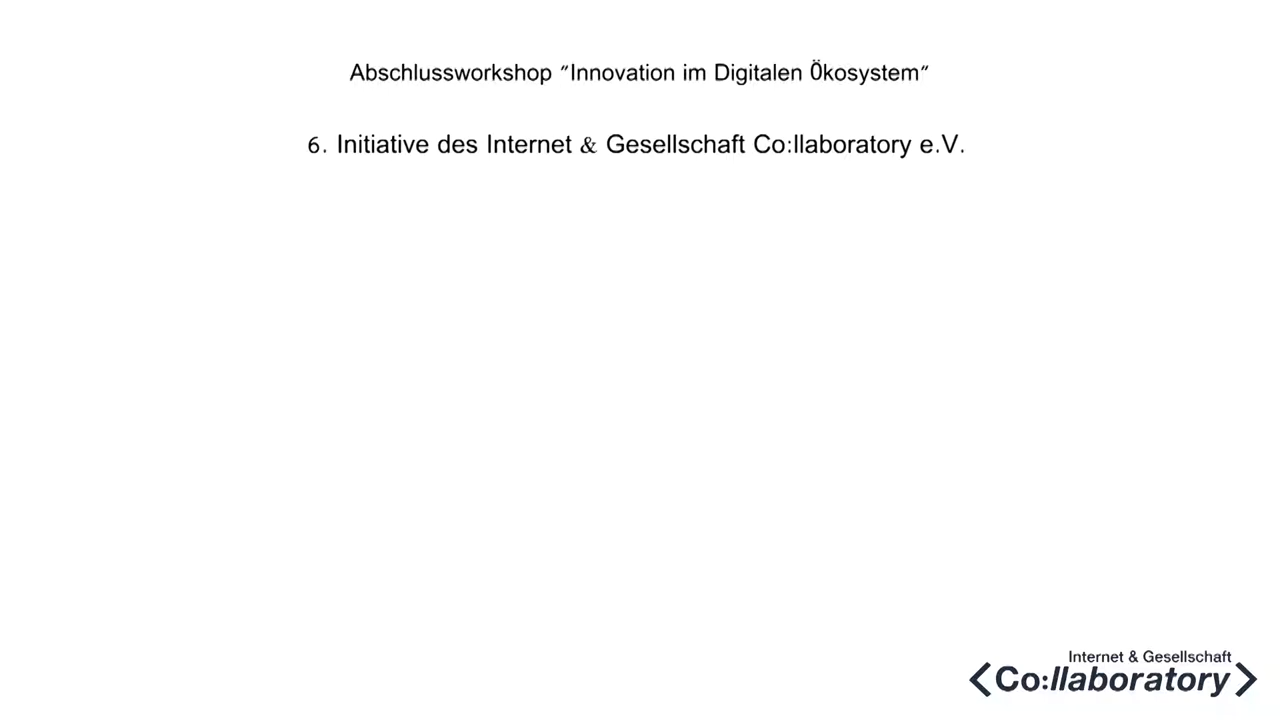 Abschlussworkshop "Innovation im Digitalen Ökosystem"
6. Initiative des Internet & Gesellschaft Co:llaboratory e.V.
Internet & Gesellschaft
<Co:llaboratory>